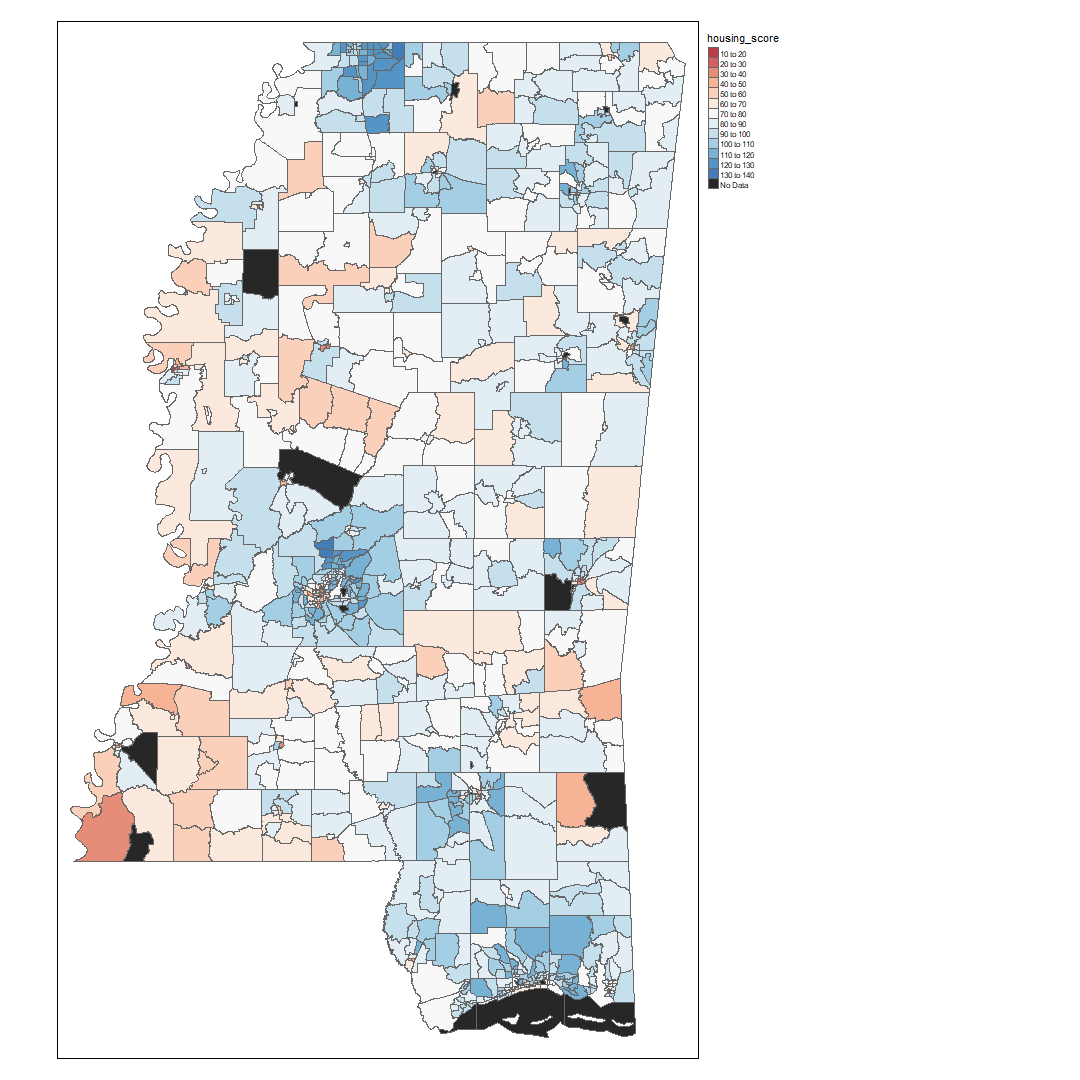 housing_score
10 to 20
20 to 30
30 to 40
40 to 50
50 to 60
60 to 70
70 to 80
80 to 90
90 to 100
100 to 110
110 to 120
120 to 130
130 to 140
No Data